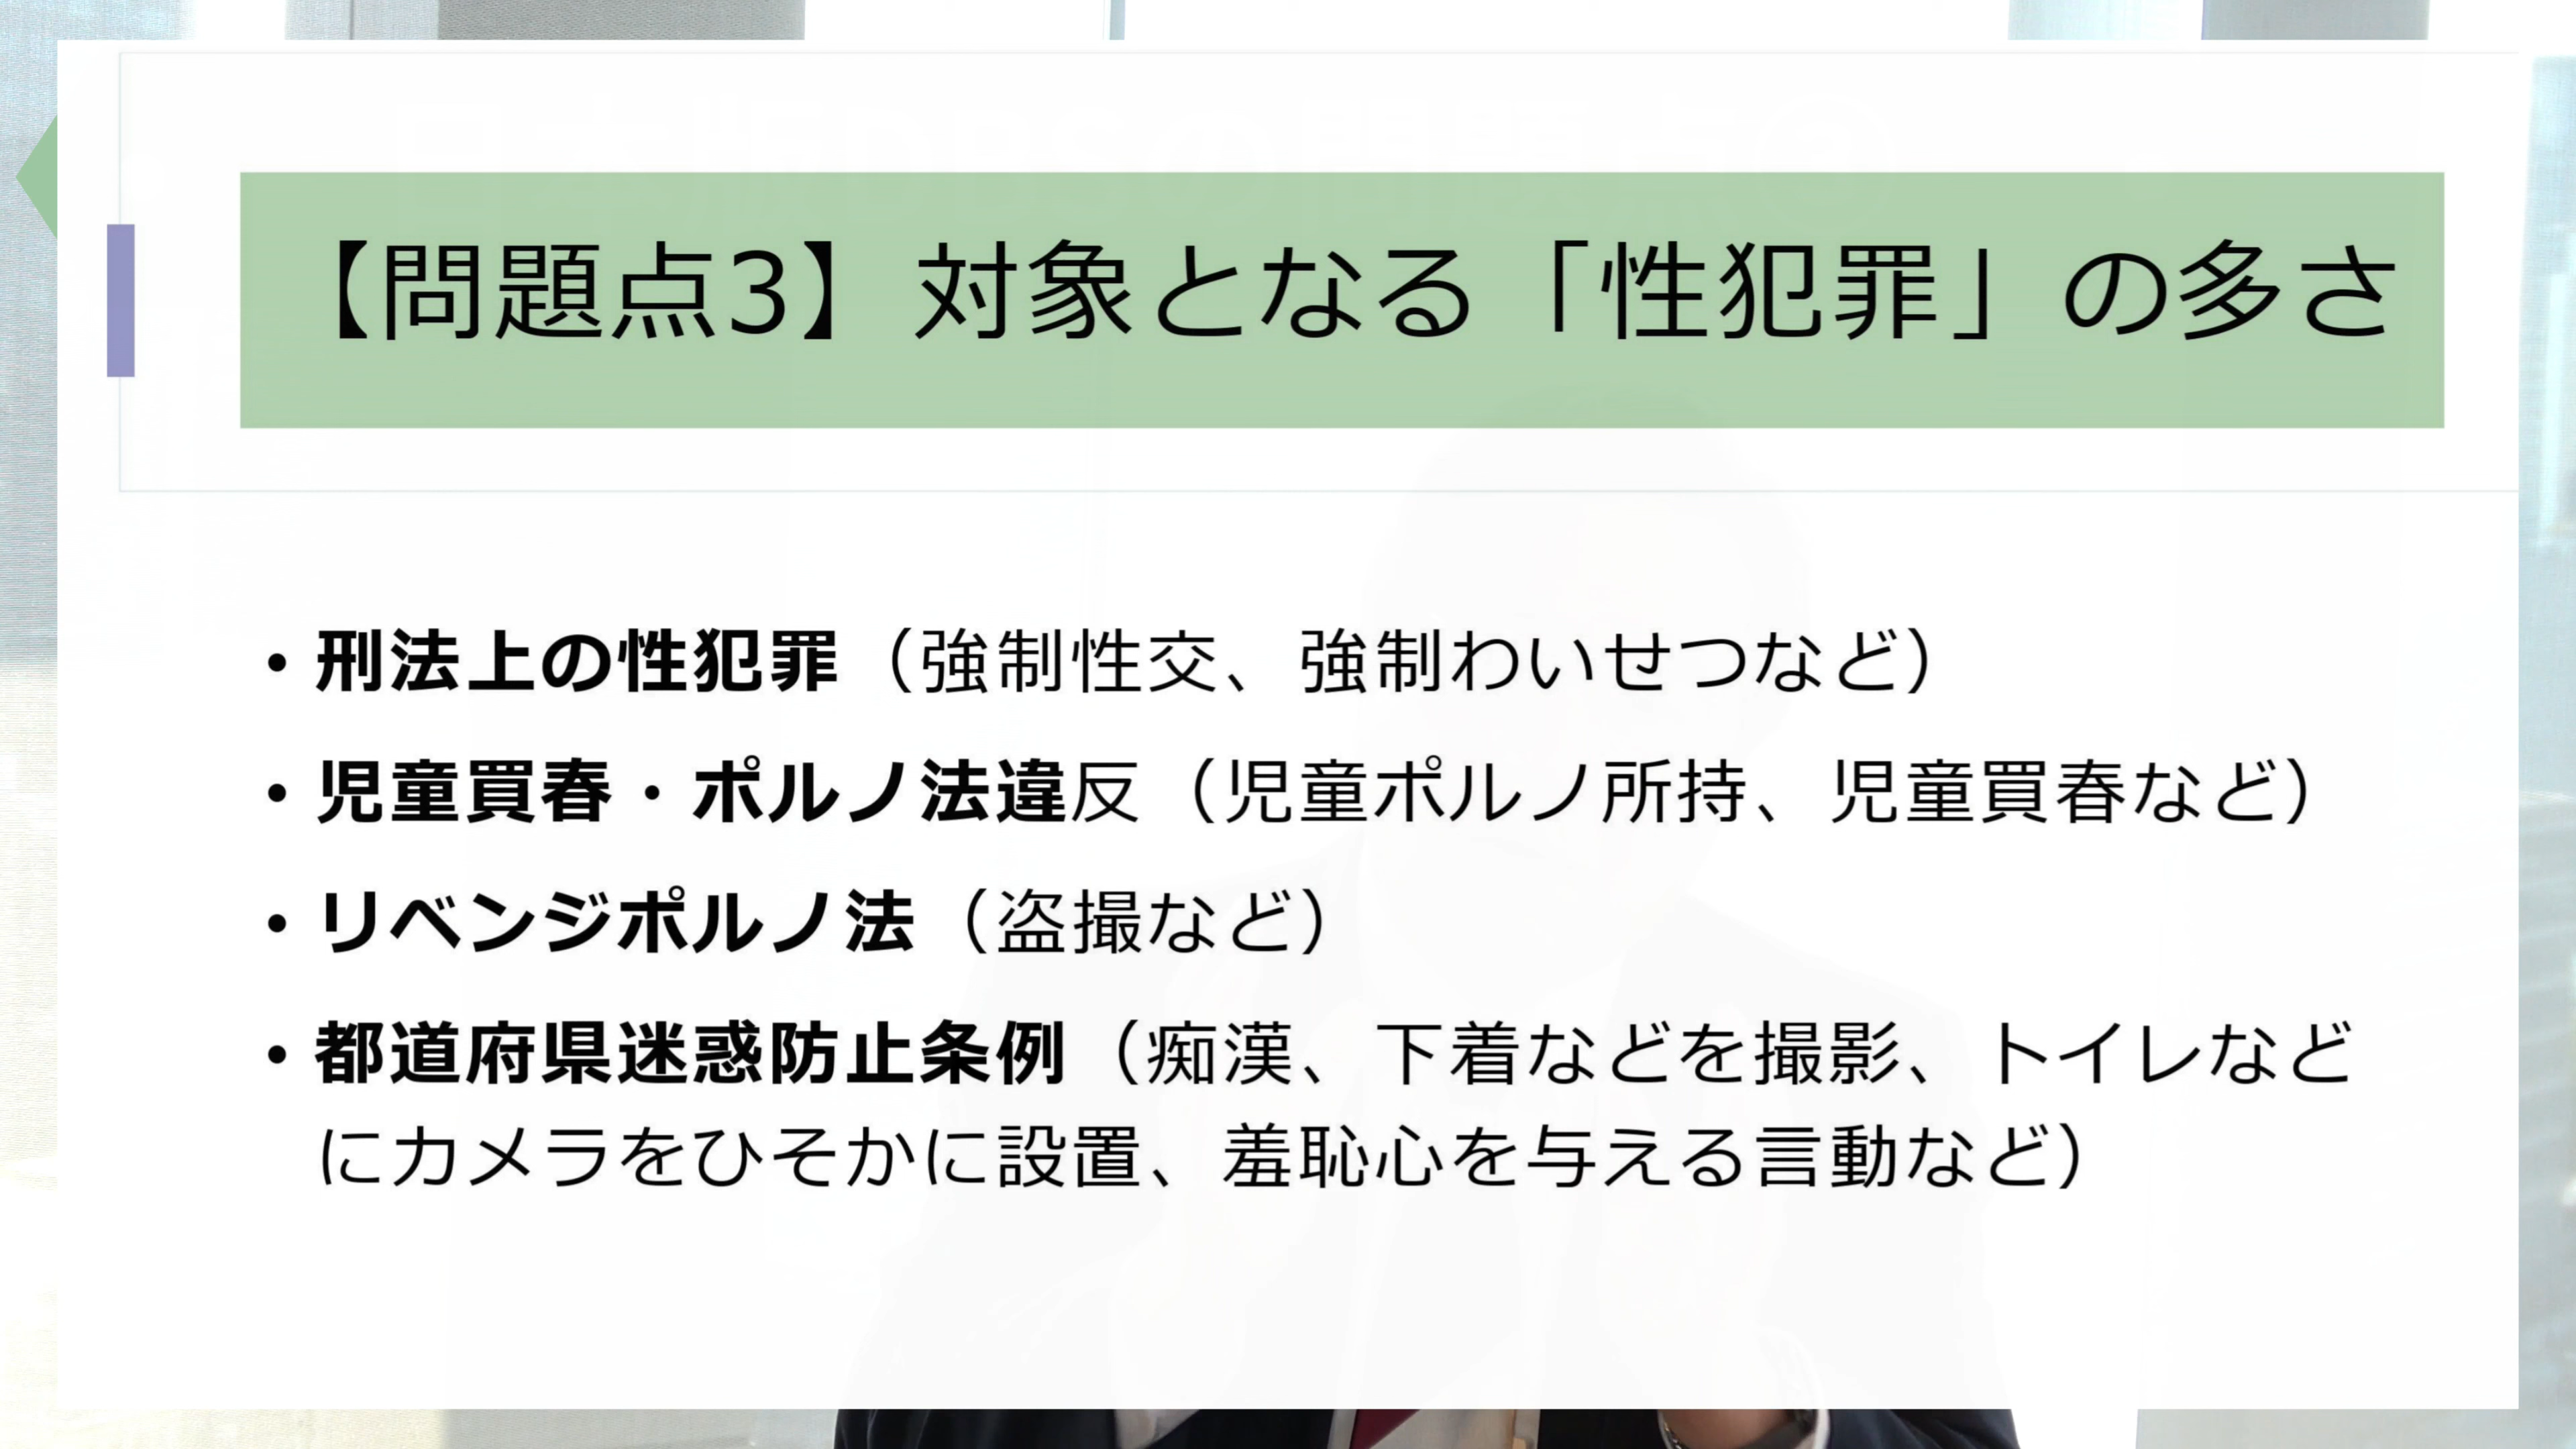 【問題点3】対象となる「性犯罪」の多さ
・刑法上の性犯罪（強制性交、強制わいせつなど）
・児童買春・ポルノ法違反（児童ポルノ所持、児童買春など）
・リベンジポルノ法（盗撮など）
・都道府県迷惑防止条例（痴漢、下着などを撮影、トイレなど
にカメラをひそかに設置、羞恥心を与える言動など）